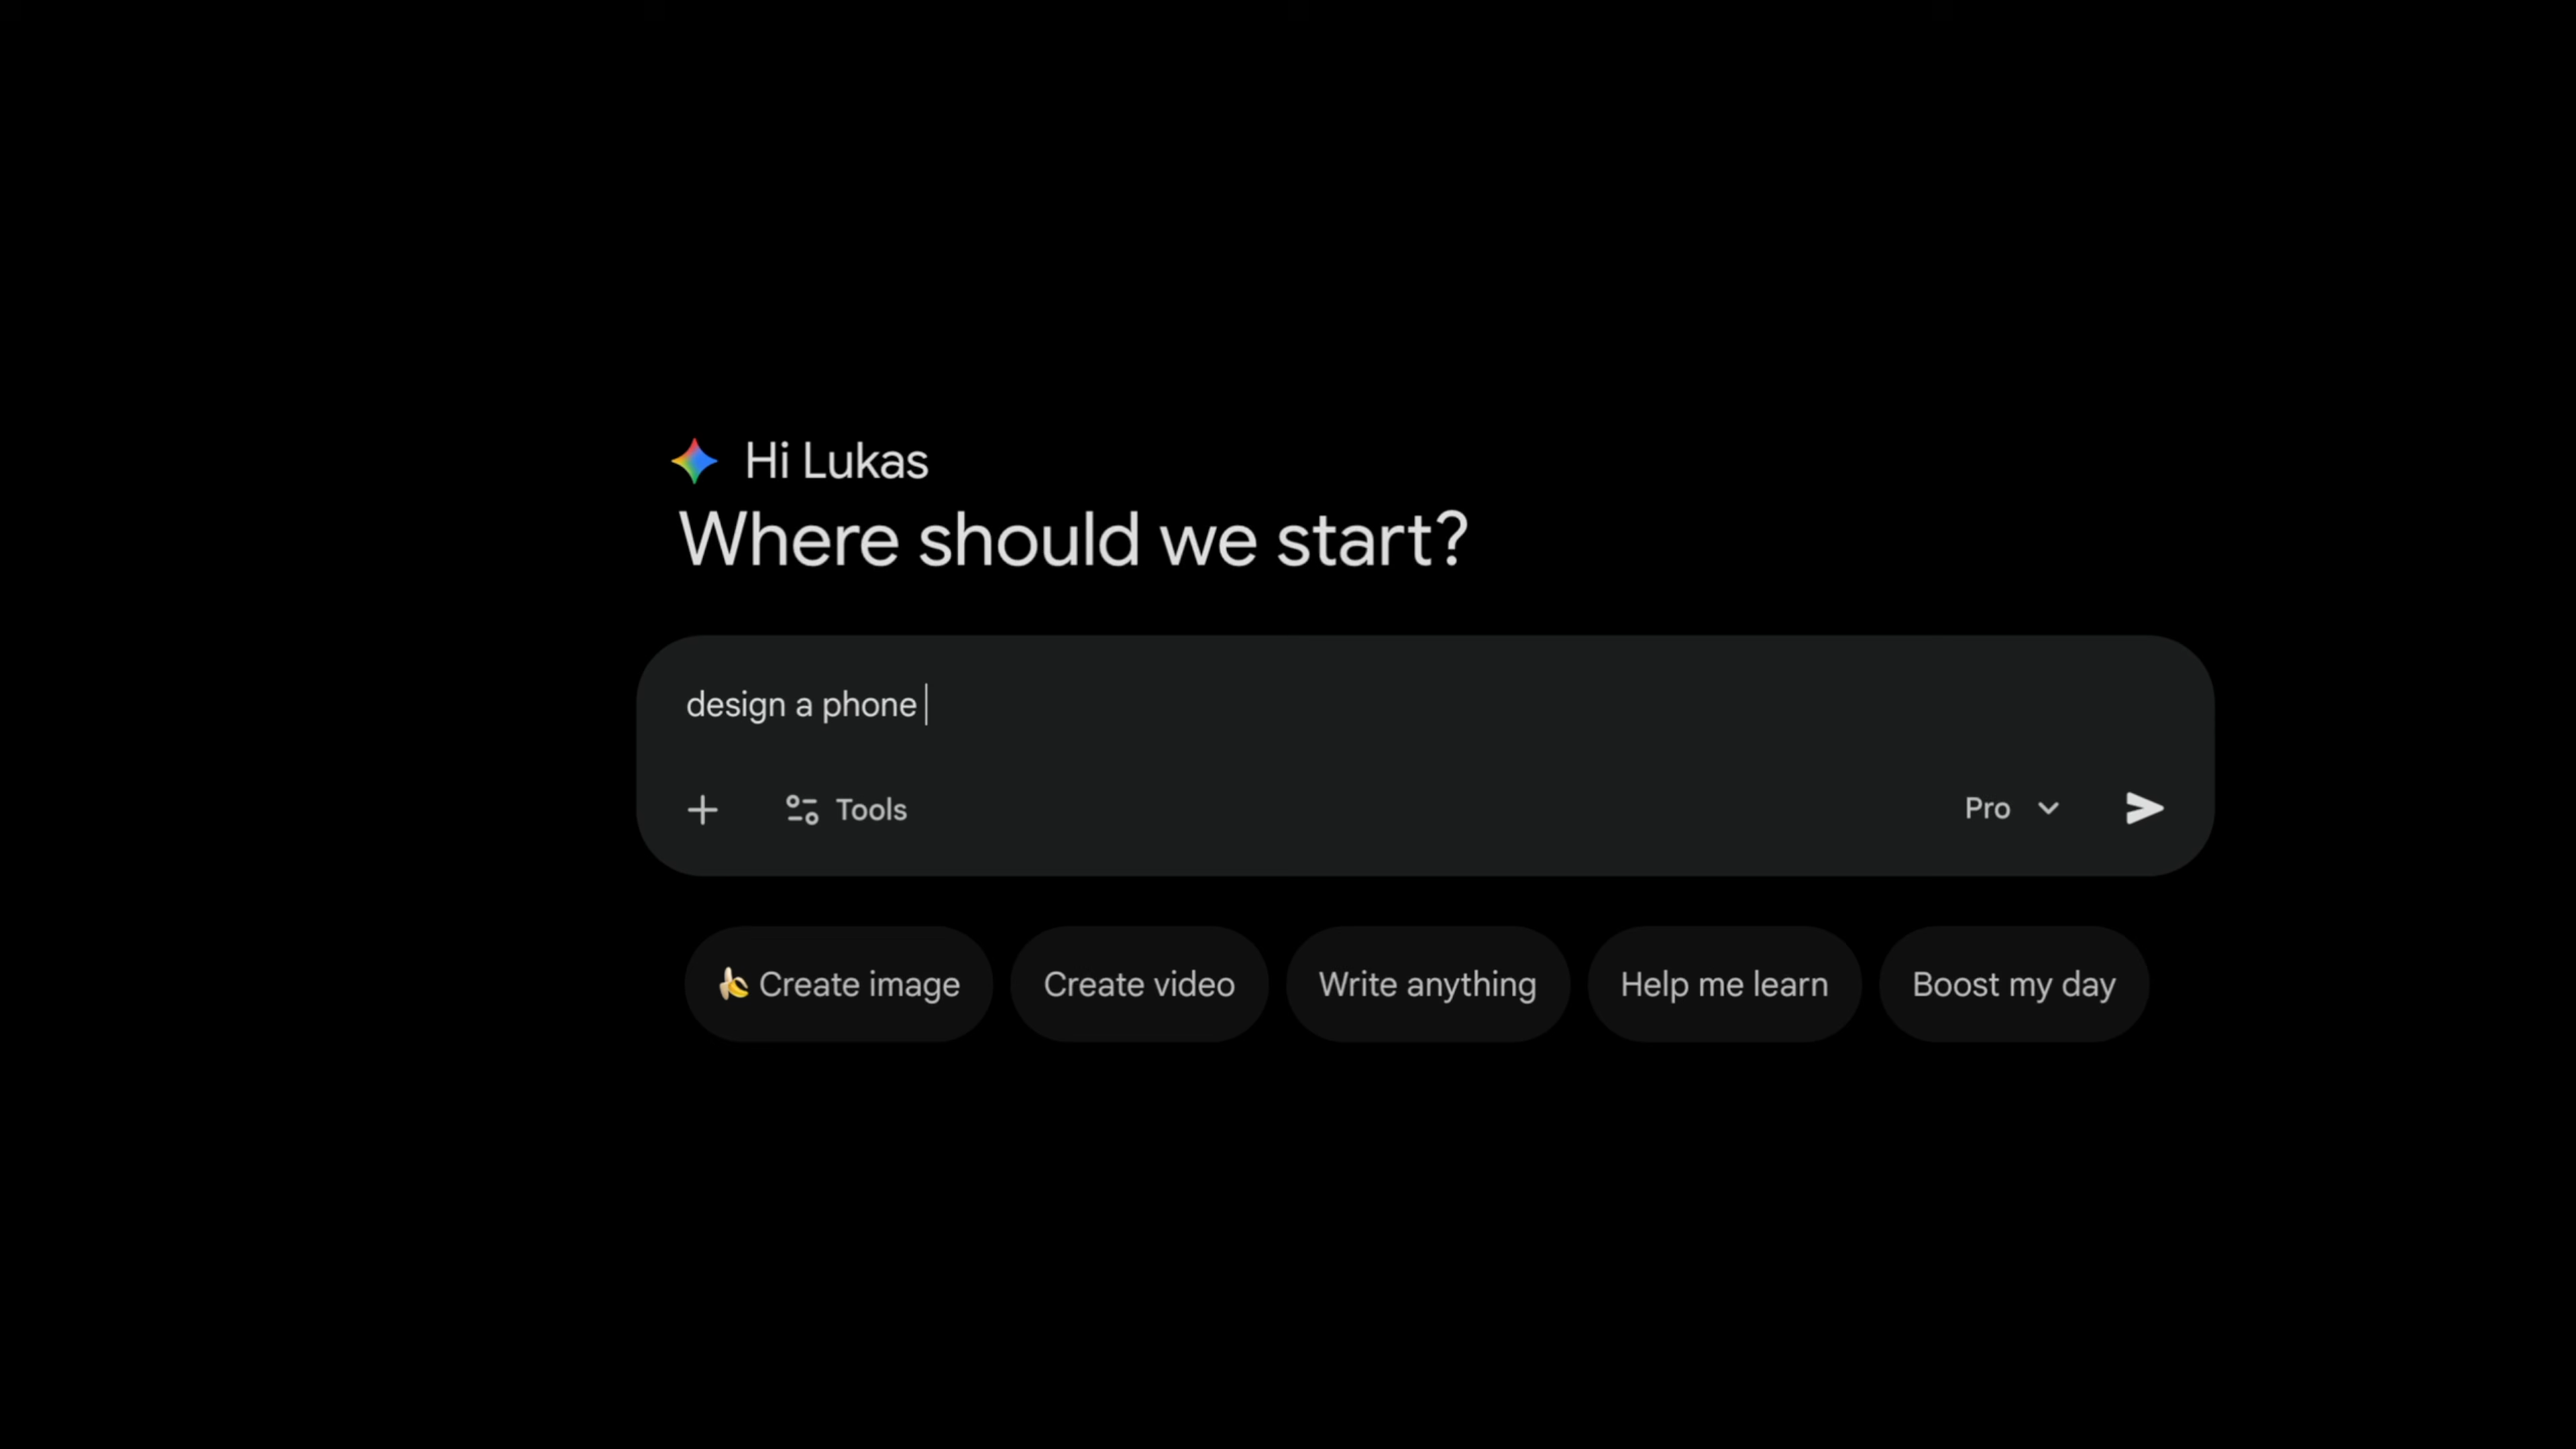 Hi Lukas
Where should we start?
design a phone
Tools
Pro
Create image
Create video
Write anything
Help me learn
Boost my day